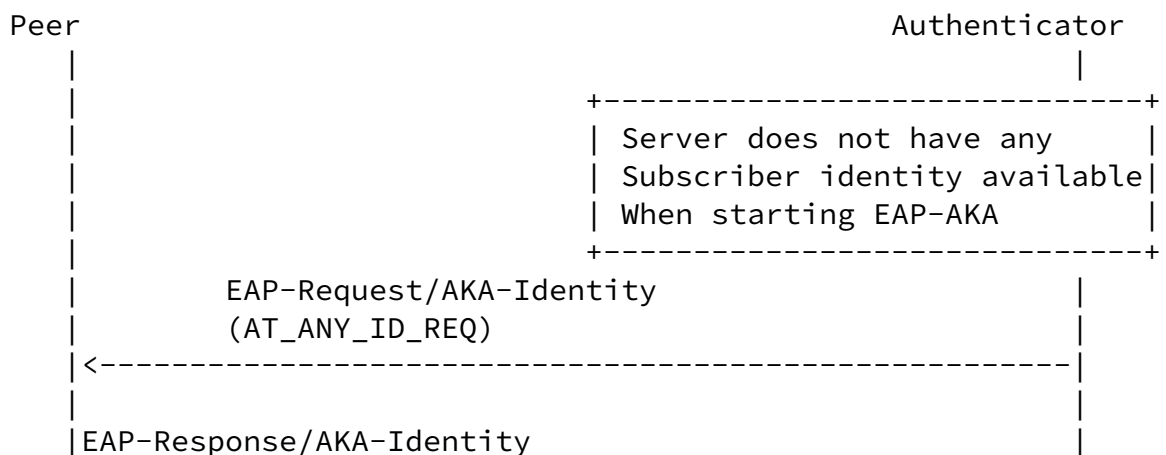 Peer Authenticator
Server does not have any
Subscriber identity available
When starting EAP-AKA
EAP-Request/AKA-Identity
(AT_ANY_ID_REQ)
EAP-Response/AKA-Identity